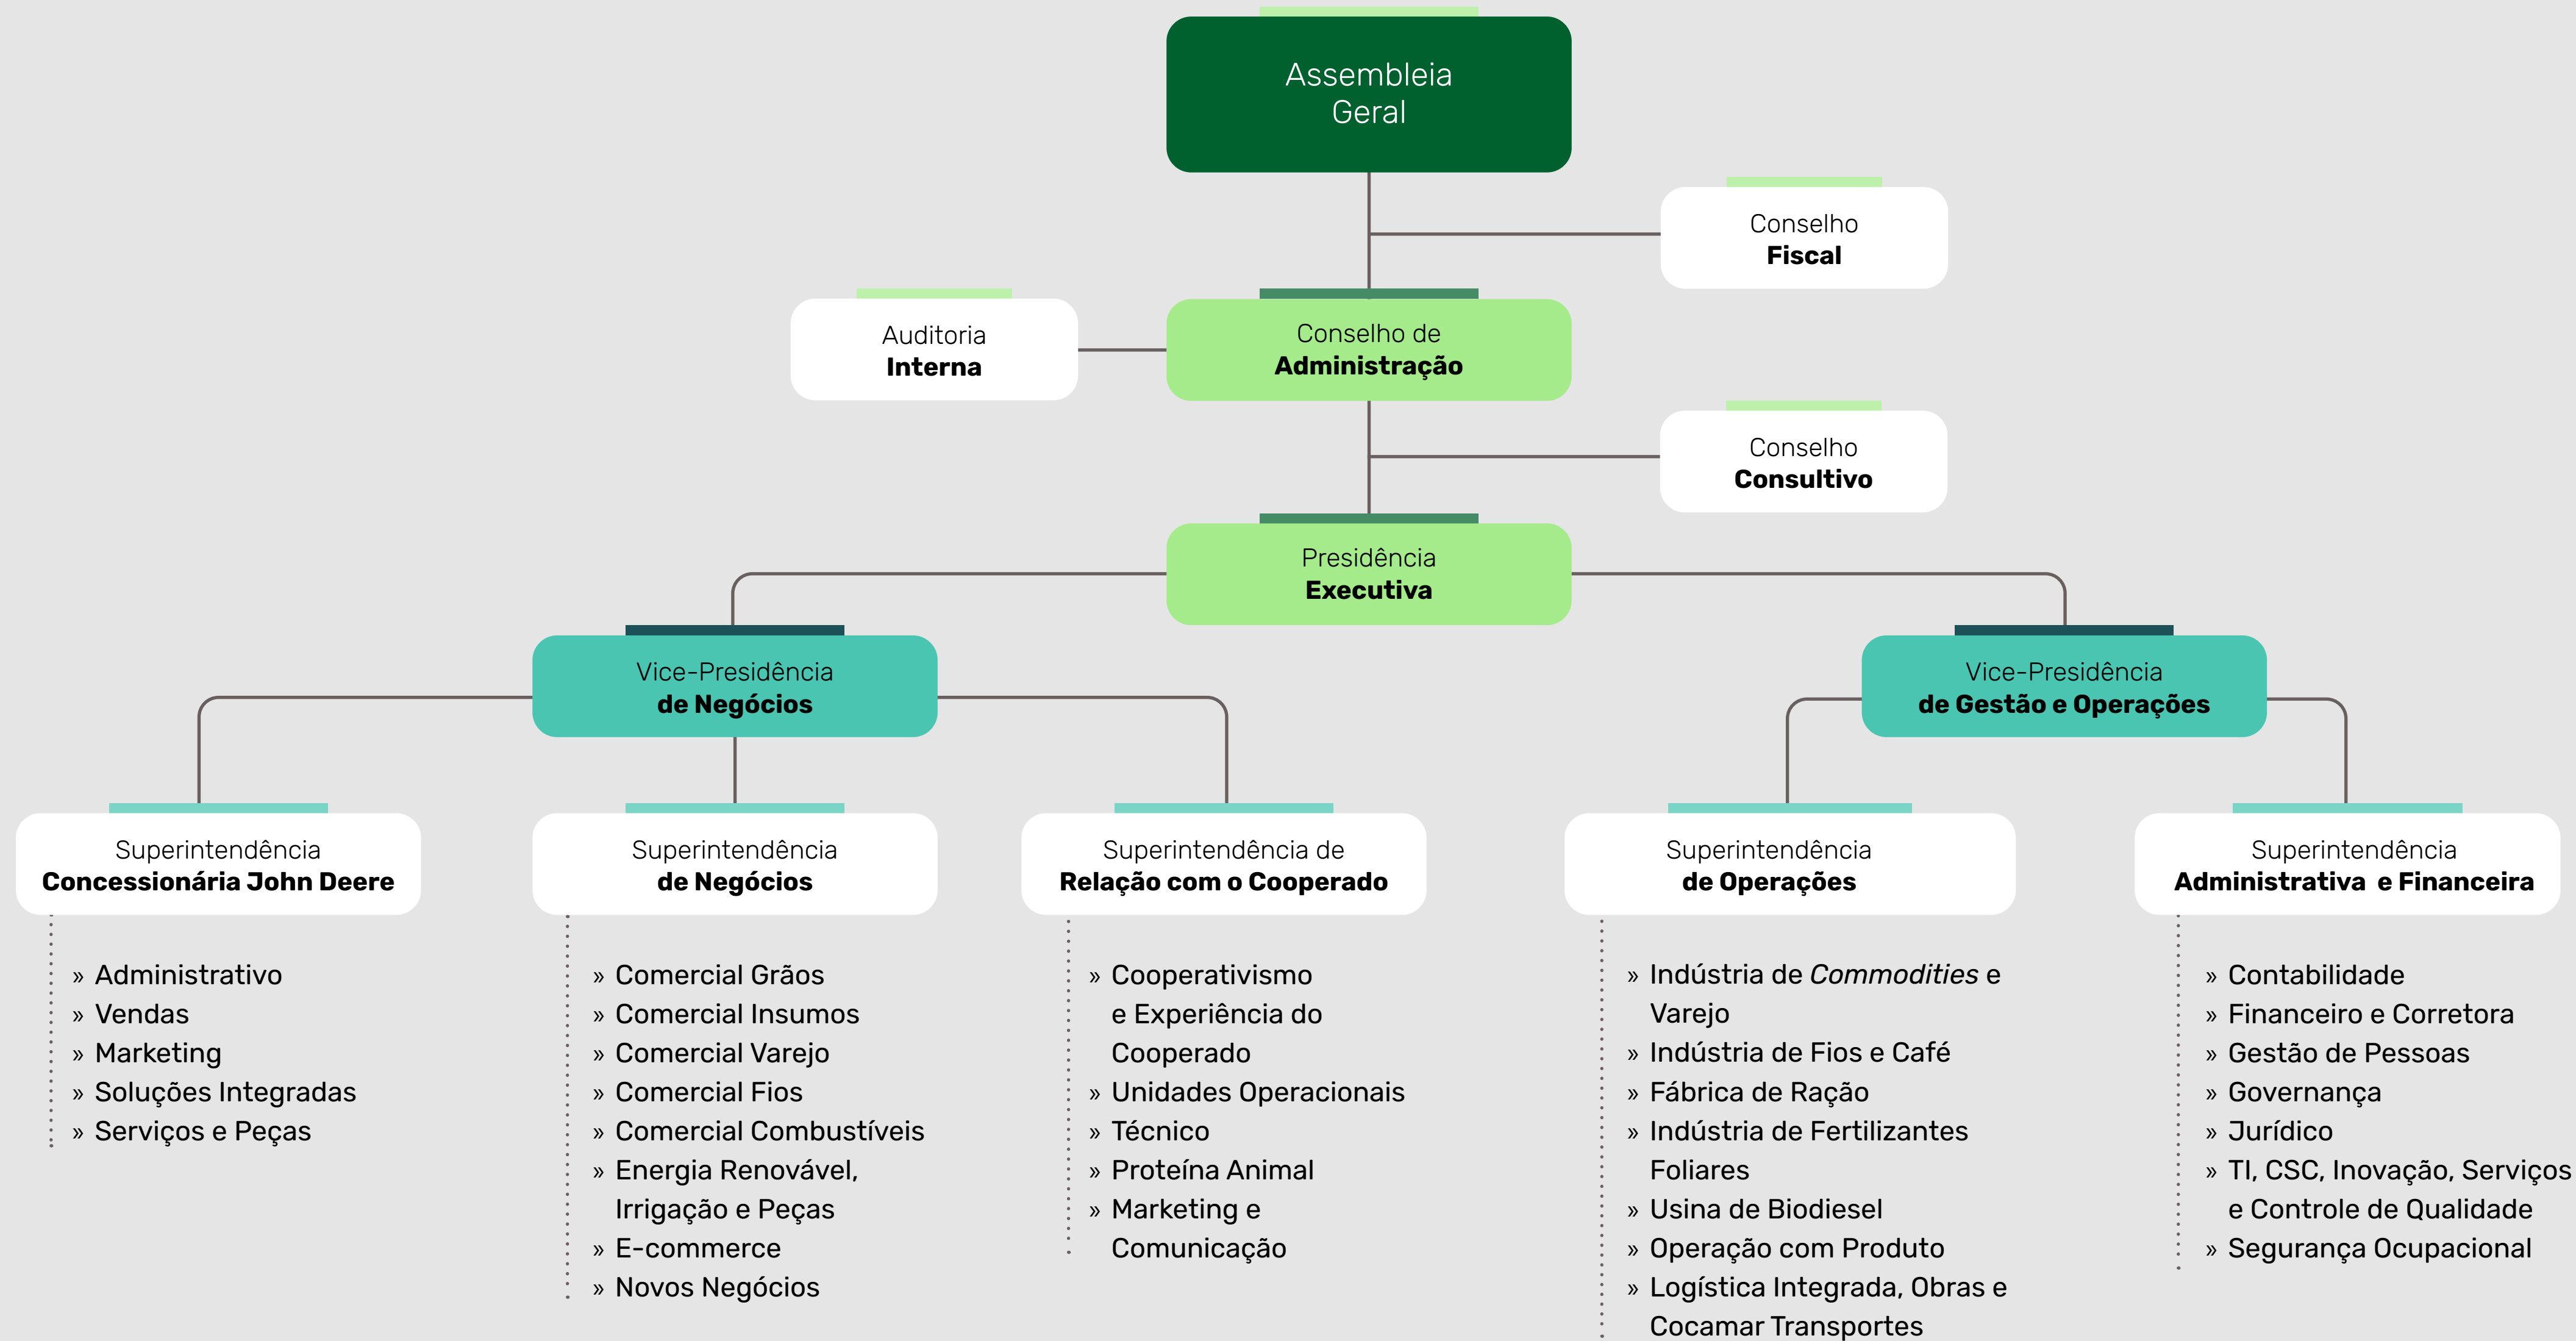 Assembleia
Geral
Conselho
Fiscal
Auditoria
Interna
Conselho de
Administração
Conselho
Consultivo
Presidência
Executiva
Vice-Presidência
de Negócios
Vice-Presidência
de Gestão e Operações
Superintendência
Concessionária John Deere
» Administrativo
» Vendas
» Marketing
» Soluções Integradas
» Serviços e Peças
Superintendência
de Negócios
» Comercial Grãos
» Comercial Insumos
» Comercial Varejo
» Comercial Fios
» Comercial Combustíveis
» Energia Renovável,
Irrigação e Peças
» E-commerce
» Novos Negócios
Superintendência de
Relação com o Cooperado
» Cooperativismo
e Experiência do
Cooperado
» Unidades Operacionais
» Técnico
» Proteína Animal
» Marketing e
Comunicação
Superintendência
de Operações
» Indústria de Commodities e
Varejo
» Indústria de Fios e Café
» Fábrica de Ração
» Indústria de Fertilizantes
Foliares
» Usina de Biodiesel
» Operação com Produto
» Logística Integrada, Obras e
Cocamar Transportes
Superintendência
Administrativa e Financeira
» Contabilidade
» Financeiro e Corretora
» Gestão de Pessoas
» Governança
» Jurídico
» TI, CSC, Inovação, Serviços
e Controle de Qualidade
» Segurança Ocupacional